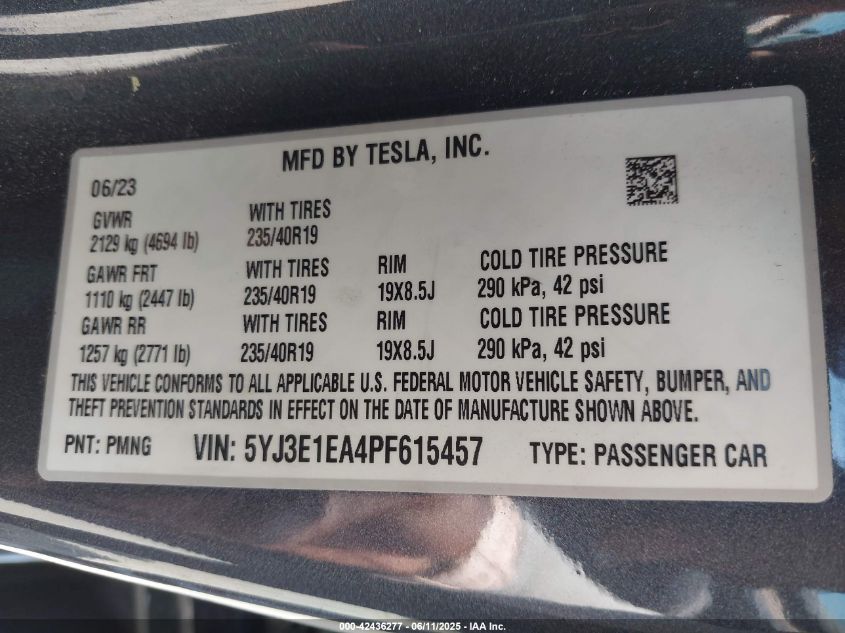 MFD BY TESLA, INC.
06/23
GVWR WITH TIRES
2129 kg (4694 lb) 235/40R19
GAWR FRT WITH TIRES RIM COLD TIRE PRESSURE
1110 kg (2447 lb) 235/40R19 19X8.5J 290 kPa, 42 psi
GAWR RR WITH TIRES RIM COLD TIRE PRESSURE
1257 kg (2771 lb) 235/40R19 19X8.5J 290 kPa, 42 psi
THIS VEHICLE CONFORMS TO ALL APPLICABLE U.S. FEDERAL MOTOR VEHICLE SAFETY, BUMPER, AND
THEFT PREVENTION STANDARDS IN EFFECT ON THE DATE OF MANUFACTURE SHOWN ABOVE.
PNT: PMNG VIN: 5YJ3E1EA4PF615457 TYPE: PASSENGER CAR
000-42436277 - 06/11/2025 - IAA Inc.